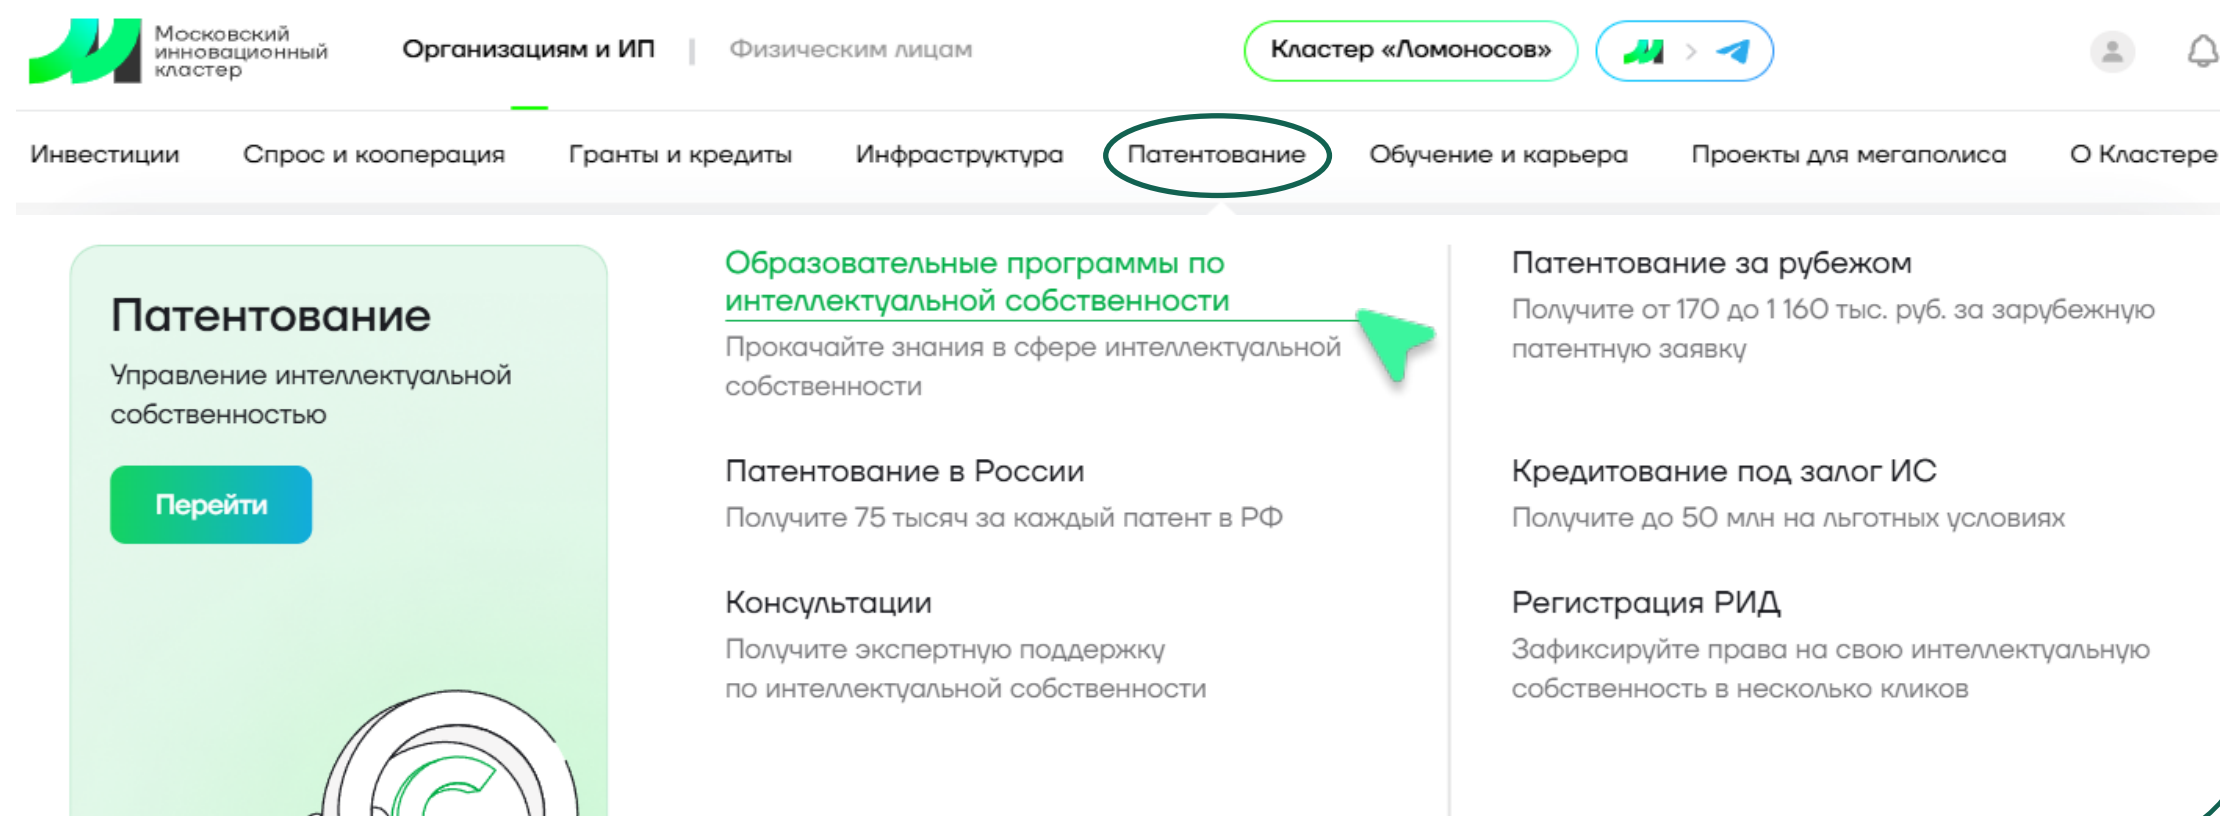 Московский
инновационный
кластер
Организациям и ИП | Физическим лицам
Кластер «Ломоносов»
Инвестиции Спрос и кооперация Гранты и кредиты Инфраструктура Патентование Обучение и карьера Проекты для мегаполиса О Кластере
Патентование
Управление интеллектуальной
собственностью
Перейти
Образовательные программы по
интеллектуальной собственности
Прокачайте знания в сфере интеллектуальной
собственности
Патентование в России
Получите 75 тысяч за каждый патент в РФ
Консультации
Получите экспертную поддержку
по интеллектуальной собственности
Патентование за рубежом
Получите от 170 до 1 160 тыс. руб. за зарубежную
патентную заявку
Кредитование под залог ИС
Получите до 50 млн на льготных условиях
Регистрация РИД
Зафиксируйте права на свою интеллектуальную
собственность в несколько кликов